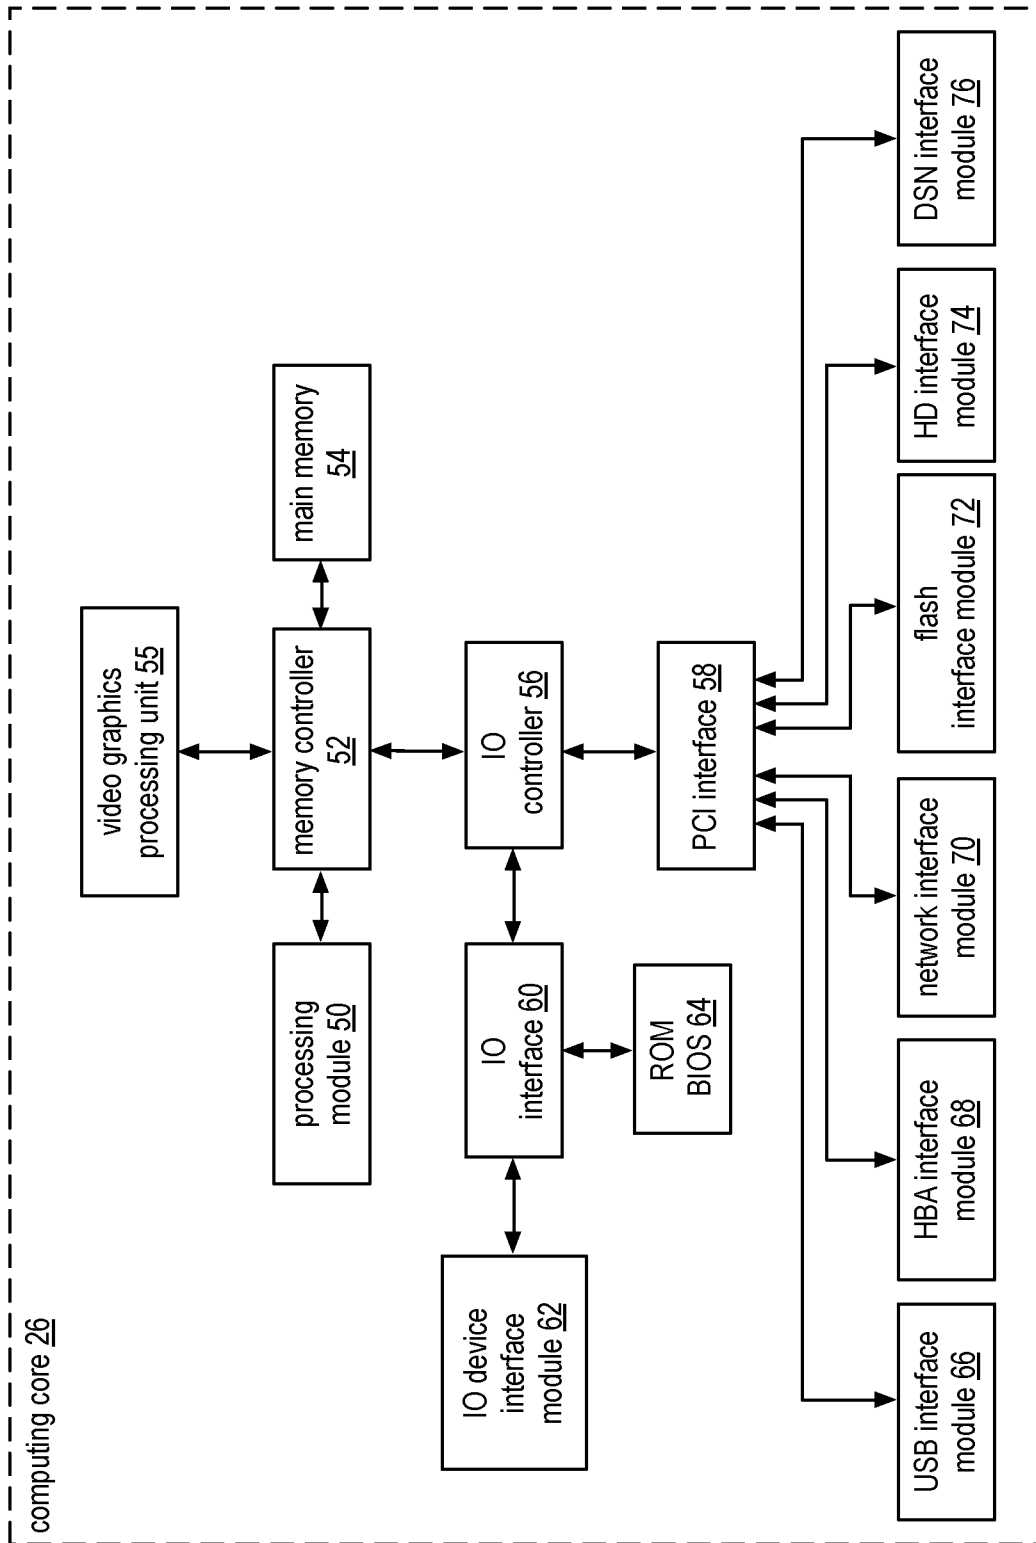 computing core 26
video graphics
processing unit 55
processing
module 50
memory controller
52
main memory
54
IO device
interface
module 62
IO
interface 60
IO
controller 56
ROM
BIOS 64
PCI interface 58
USB interface
module 66
HBA interface
module 68
network interface
module 70
flash
interface module 72
HD interface
module 74
DSN interface
module 76